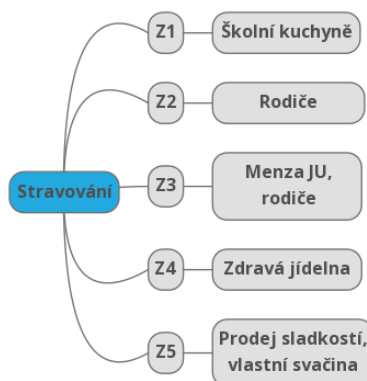 Z1
Školní kuchyně
Z2
Rodiče
Stravování
Z3
Menza JU,
rodiče
Z4
Zdravá jídelna
Z5
Prodej sladkostí,
vlastní svačina